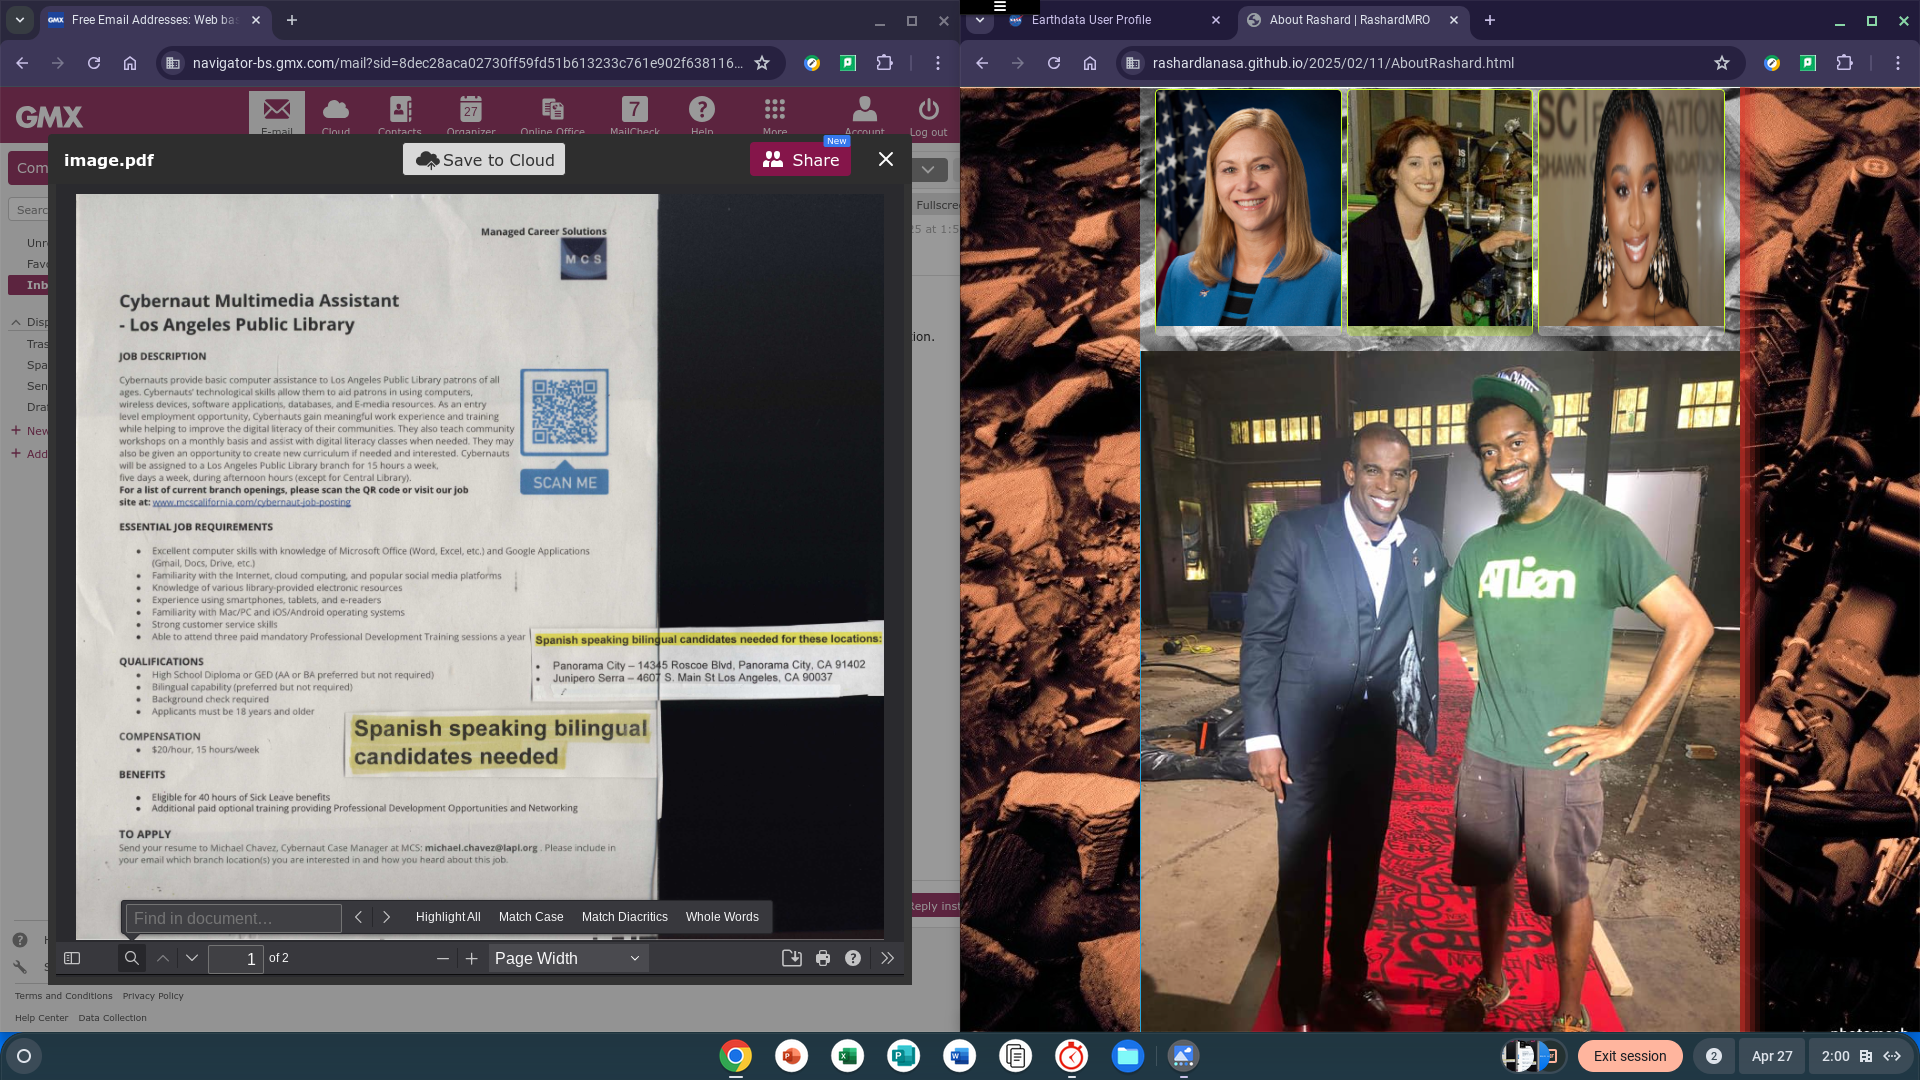 Free Email Addresses: Web ba
navigator-bs.gmx.com/mail?sid=8dec28aca02730ff59fd51b613233c761e902f638116...
GMX
E-mail
Cloud
Contacts
Organizer
27
Online Office
MailCheck
7
Help
More
Account
Log out
image.pdf
Save to Cloud
New
Share
Com
Sear
Unr
Favo
Inb
Disp
Tras
Spa
Sen
Draf
New
Add
Fullscre
25 at 1:5
tion.
Reply inst
Managed Career Solutions
MCS
Cybernaut Multimedia Assistant
- Los Angeles Public Library
JOB DESCRIPTION
Cybernauts provide basic computer assistance to Los Angeles Public Library patrons of all
ages. Cybernauts' technological skills allow them to aid patrons in using computers,
wireless devices, software applications, databases, and E-media resources. As an entry
level employment opportunity, Cybernauts gain meaningful work experience and training
while helping to improve the digital literacy of their communities. They also teach community
workshops on a monthly basis and assist with digital literacy classes when needed. They may
also be given an opportunity to create new curriculum if needed and interested. Cybernauts
will be assigned to a Los Angeles Public Library branch for 15 hours a week,
five days a week, during afternoon hours (except for Central Library).
For a list of current branch openings, please scan the QR code or visit our job
site at: www.mcscalifornia.com/cybernaut-job-posting
SCAN ME
ESSENTIAL JOB REQUIREMENTS
• Excellent computer skills with knowledge of Microsoft Office (Word, Excel, etc.) and Google Applications
(Gmail, Docs, Drive, etc.)
• Familiarity with the Internet, cloud computing, and popular social media platforms
• Knowledge of various library-provided electronic resources
• Experience using smartphones, tablets, and e-readers
• Familiarity with Mac/PC and iOS/Android operating systems
• Strong customer service skills
• Able to attend three paid mandatory Professional Development Training sessions a year
Spanish speaking bilingual candidates needed for these locations:
• Panorama City – 14345 Roscoe Blvd, Panorama City, CA 91402
• Junipero Serra – 4607 S. Main St Los Angeles, CA 90037
QUALIFICATIONS
• High School Diploma or GED (AA or BA preferred but not required)
• Bilingual capability (preferred but not required)
• Background check required
• Applicants must be 18 years and older
Spanish speaking bilingual
candidates needed
COMPENSATION
• $20/hour, 15 hours/week
BENEFITS
• Eligible for 40 hours of Sick Leave benefits
• Additional paid optional training providing Professional Development Opportunities and Networking
TO APPLY
Send your resume to Michael Chavez, Cybernaut Case Manager at MCS: michael.chavez@lapl.org . Please include in
your email which branch location(s) you are interested in and how you heard about this job.
Find in document...
Highlight All
Match Case
Match Diacritics
Whole Words
1
of 2
Page Width
Terms and Conditions Privacy Policy
Help Center Data Collection
Earthdata User Profile
About Rashard | RashardMRO
rashardlanasa.github.io/2025/02/11/AboutRashard.html
SC FOUNDATION
SHAWN C FOUNDATION
ATLien
Exit session
2
Apr 27
2:00